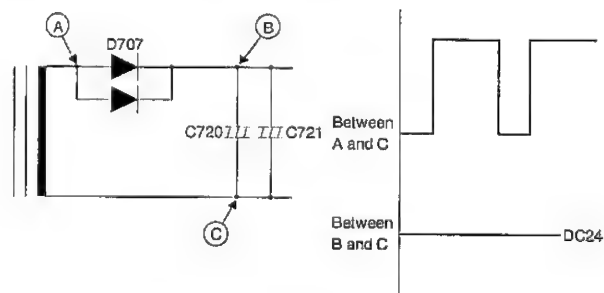 A
D707
B
C720
C721
C
Between
A and C
Between
B and C
DC24